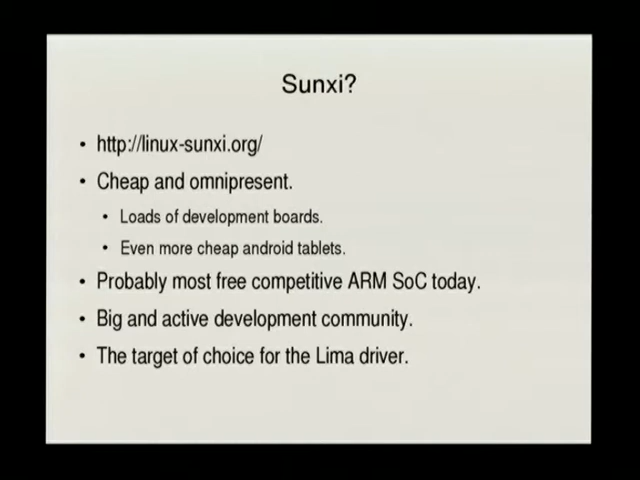 Sunxi?
• http://linux-sunxi.org/
• Cheap and omnipresent.
• Loads of development boards.
• Even more cheap android tablets.
• Probably most free competitive ARM SoC today.
• Big and active development community.
• The target of choice for the Lima driver.